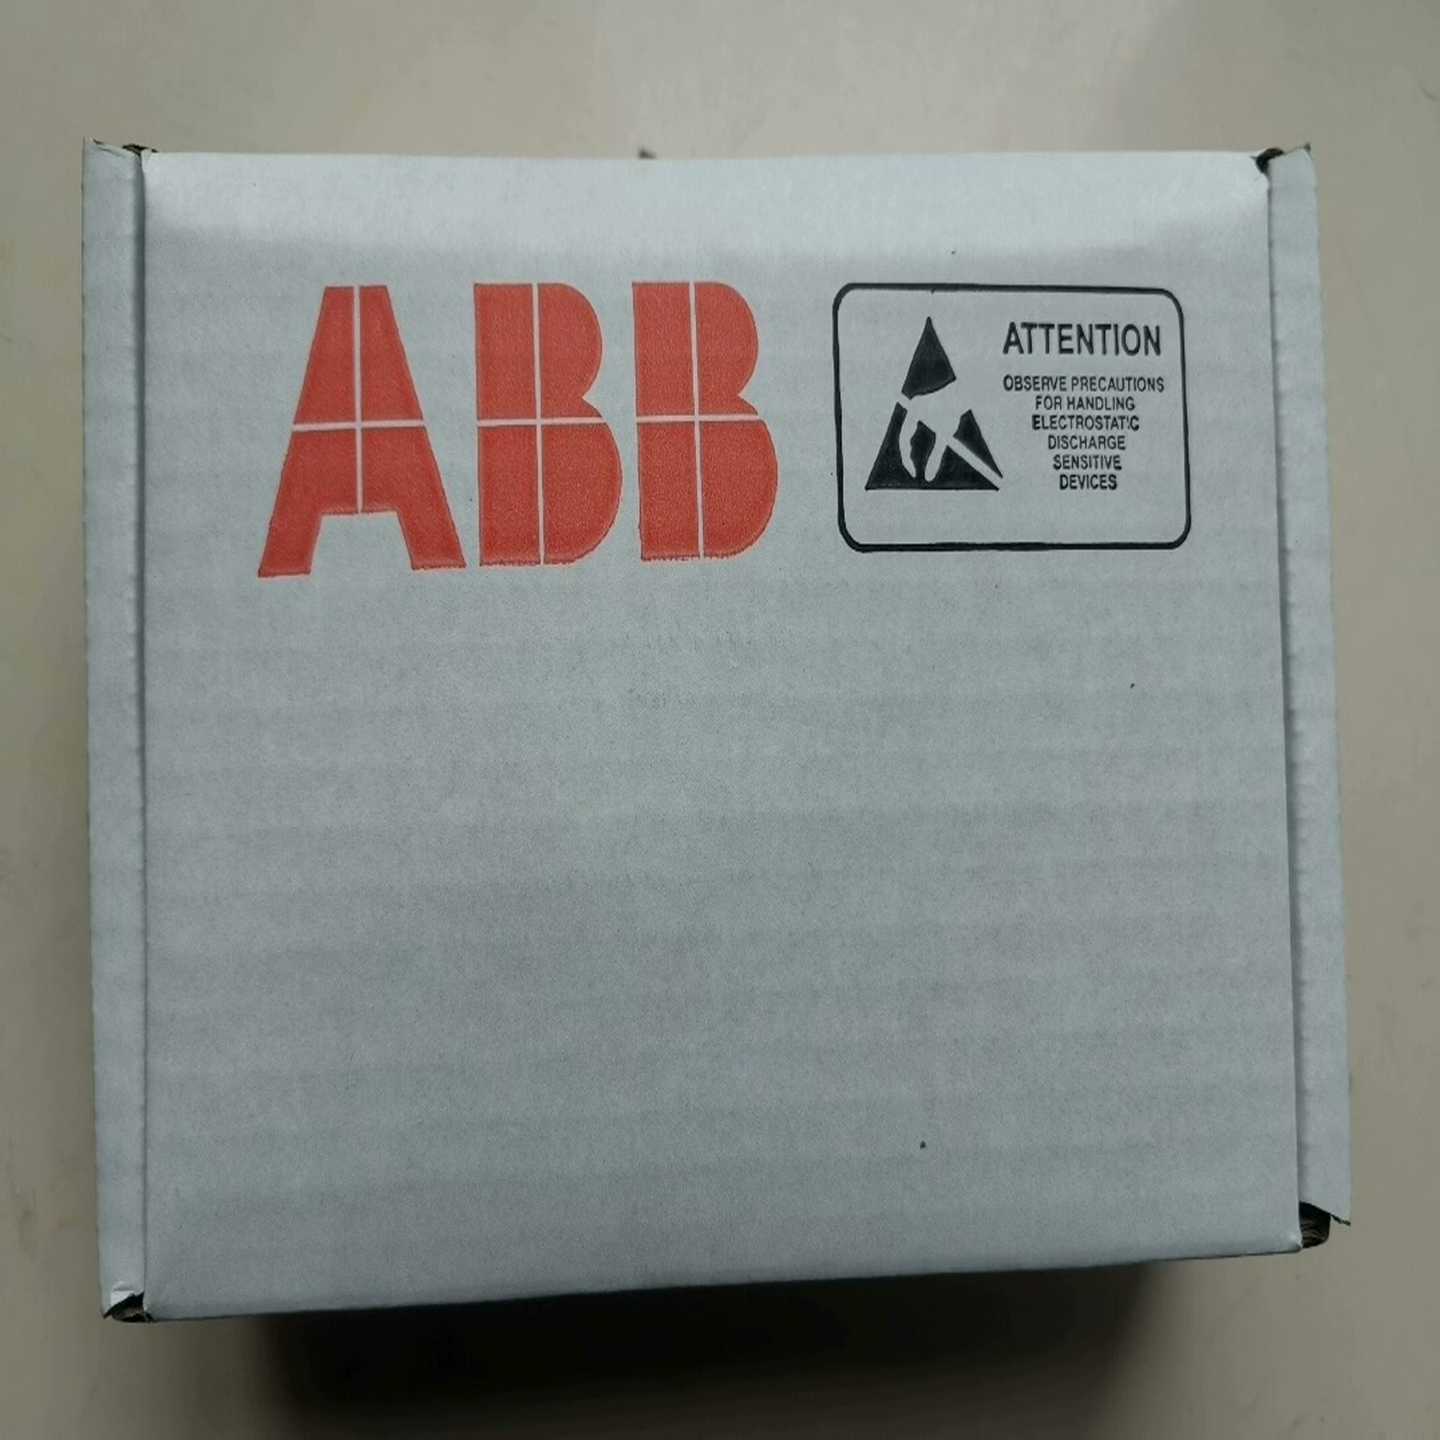 ABB
ATTENTION
OBSERVE PRECAUTIONS
FOR HANDLING
ELECTROSTATIC
DISCHARGE
SENSITIVE
DEVICES